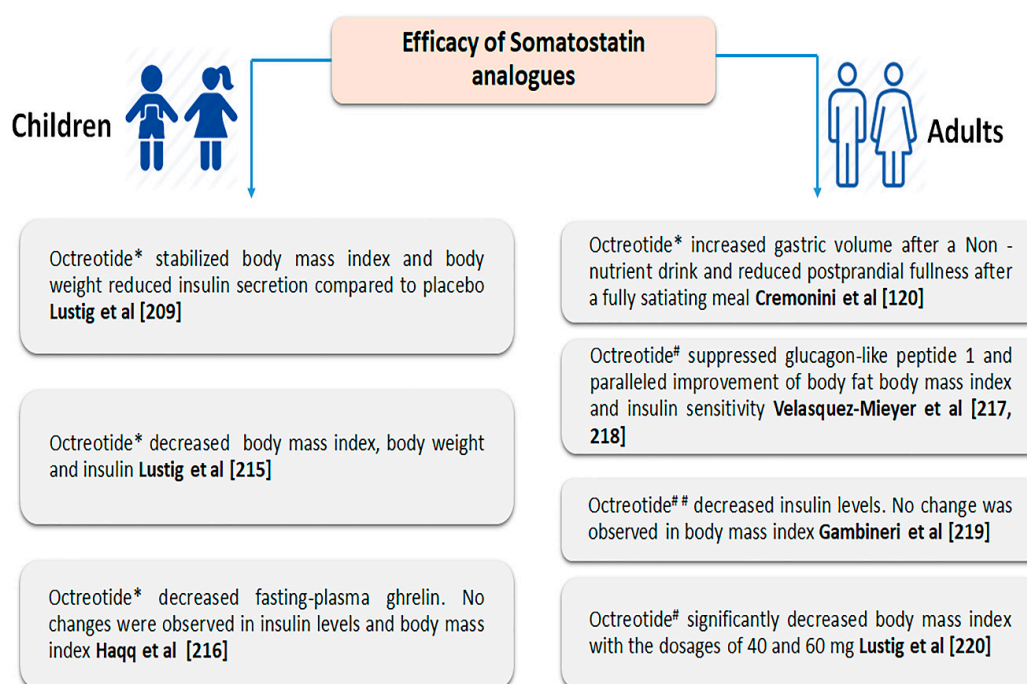 Efficacy of Somatostatin
analogues
Children
Adults
Octreotide* stabilized body mass index and body
weight reduced insulin secretion compared to placebo
Lustig et al [209]
Octreotide* decreased body mass index, body weight
and insulin Lustig et al [215]
Octreotide* decreased fasting-plasma ghrelin. No
changes were observed in insulin levels and body mass
index Haqq et al [216]
Octreotide* increased gastric volume after a Non -
nutrient drink and reduced postprandial fullness after
a fully satiating meal Cremonini et al [120]
Octreotide# suppressed glucagon-like peptide 1 and
paralleled improvement of body fat body mass index
and insulin sensitivity Velasquez-Mieyer et al [217,
218]
Octreotide# # decreased insulin levels. No change was
observed in body mass index Gambineri et al [219]
Octreotide# significantly decreased body mass index
with the dosages of 40 and 60 mg Lustig et al [220]